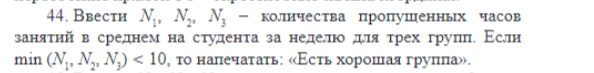 44. Ввести N₁, N₂, N₃ – количества пропущенных часов
занятий в среднем на студента за неделю для трех групп. Если
min (N₁, N₂, N₃) < 10, то напечатать: «Есть хорошая группа».